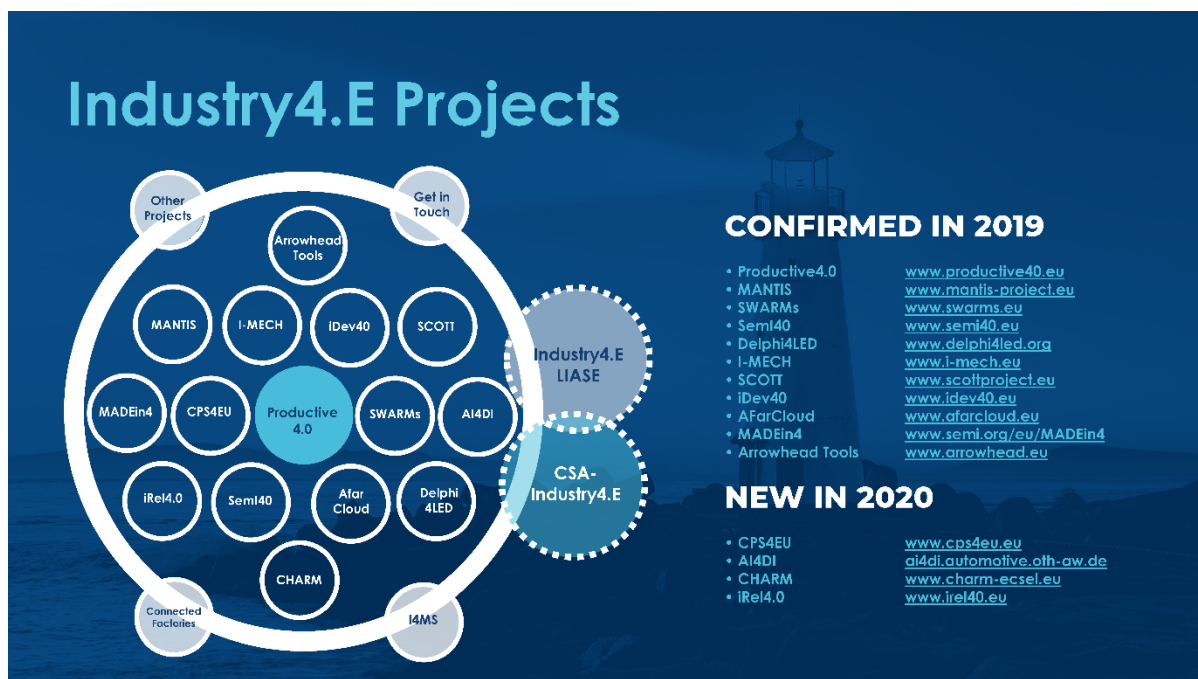 Industry4.E Projects
Other
Projects
Get in
Touch
Arrowhead
Tools
MANTIS
I-MECH
iDev40
SCOTT
Industry4.E
LIASE
MADEin4
CPS4EU
Productive
4.0
SWARMs
AI4DI
CSA-
Industry4.E
iRel4.0
SemI40
Afar
Cloud
Delphi
4LED
CHARM
Connected
Factories
I4MS
CONFIRMED IN 2019
• Productive4.0 www.productive40.eu
• MANTIS www.mantis-project.eu
• SWARMs www.swarms.eu
• SemI40 www.semi40.eu
• Delphi4LED www.delphi4led.org
• I-MECH www.i-mech.eu
• SCOTT www.scottproject.eu
• iDev40 www.idev40.eu
• AFarCloud www.afarcloud.eu
• MADEin4 www.semi.org/eu/MADEin4
• Arrowhead Tools www.arrowhead.eu
NEW IN 2020
• CPS4EU www.cps4eu.eu
• AI4DI ai4di.automotive.oth-aw.de
• CHARM www.charm-ecsel.eu
• iRel4.0 www.irel40.eu